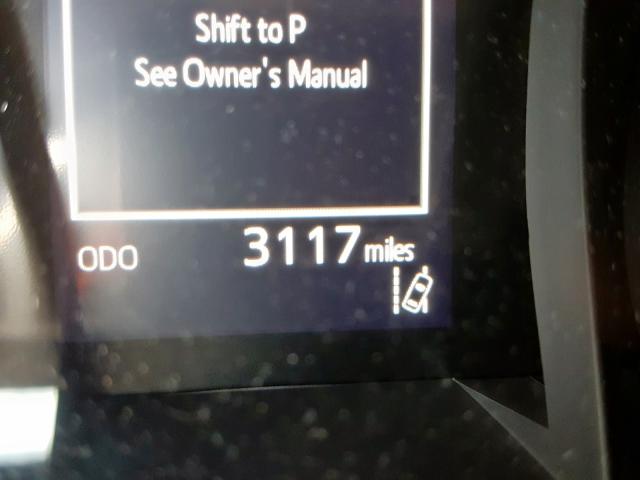 Shift to P
See Owner's Manual
ODO 3117 miles